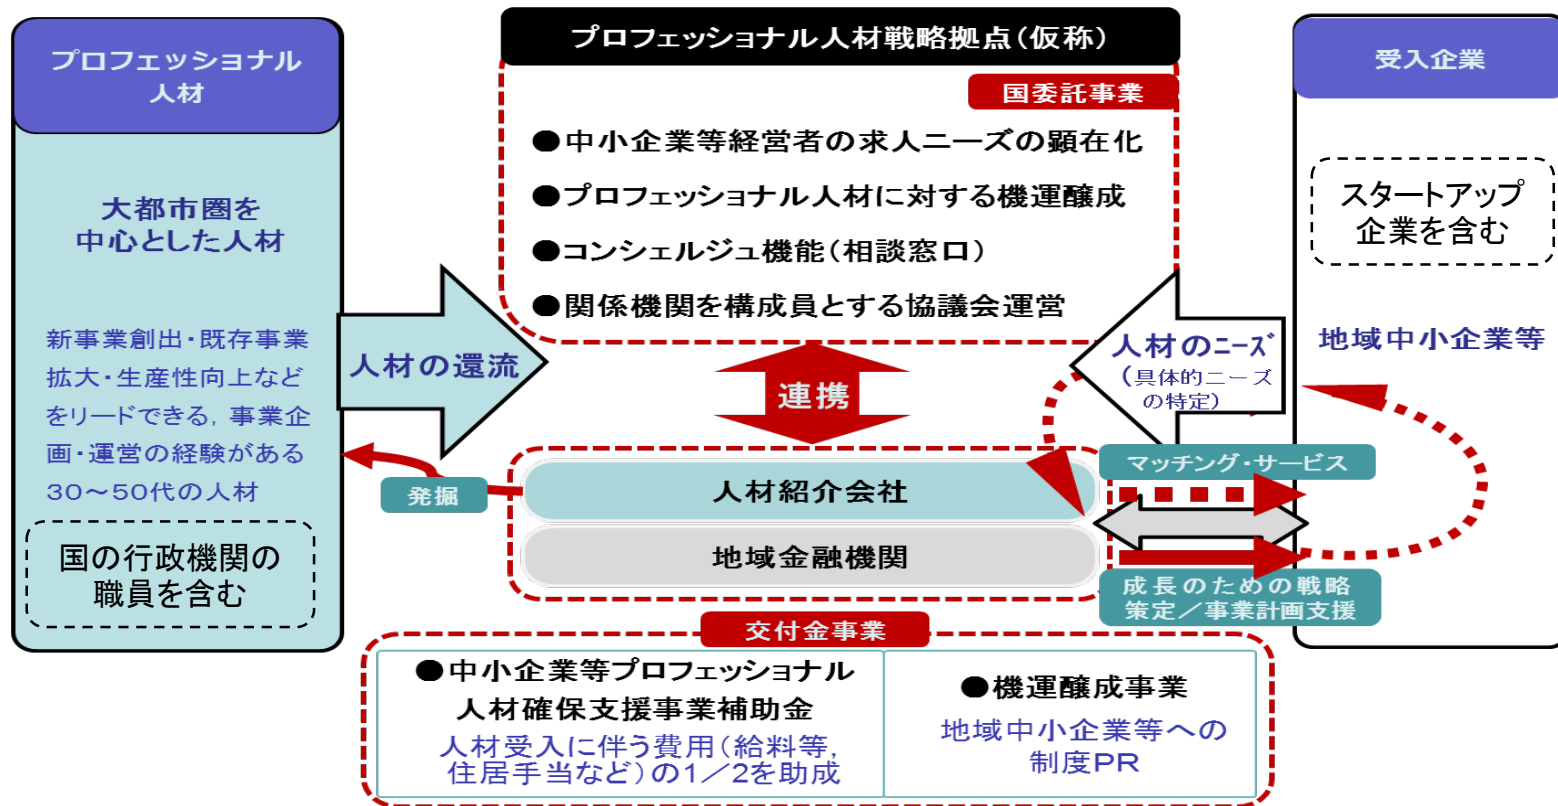 プロフェッショナル
人材
大都市圏を
中心とした人材
新事業創出・既存事業
拡大・生産性向上など
をリードできる，事業企
画・運営の経験がある
30～50代の人材
国の行政機関の
職員を含む
人材の還流
発掘
プロフェッショナル人材戦略拠点（仮称）
国委託事業
●中小企業等経営者の求人ニーズの顕在化
●プロフェッショナル人材に対する機運醸成
●コンシェルジュ機能（相談窓口）
●関係機関を構成員とする協議会運営
連携
人材紹介会社
地域金融機関
人材のﾆｰｽﾞ
（具体的ニーズ
の特定）
マッチング・サービス
成長のための戦略
策定／事業計画支援
受入企業
スタートアップ
企業を含む
地域中小企業等
交付金事業
●中小企業等プロフェッショナル
人材確保支援事業補助金
人材受入に伴う費用（給料等，
住居手当など）の1／2を助成
●機運醸成事業
地域中小企業等への
制度PR